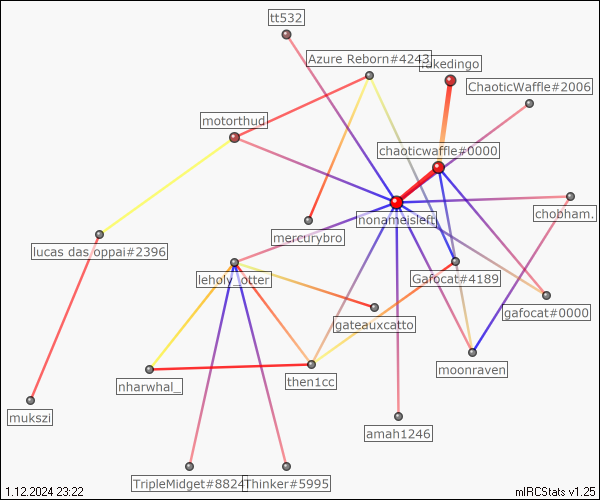 tt532
Azure Reborn#4243
lukedingo
ChaoticWaffle#2006
motorthud
chaoticwaffle#0000
nonameisleft
chobham.
mercurybro
lucas das oppai#2396
leholy_otter
Gafocat#4189
gafocat#0000
gateauxcatto
moonraven
nharwhal_
then1cc
mukszi
amah1246
TripleMidget#8824
Thinker#5995
1.12.2024 23:22
mIRCStats v1.25